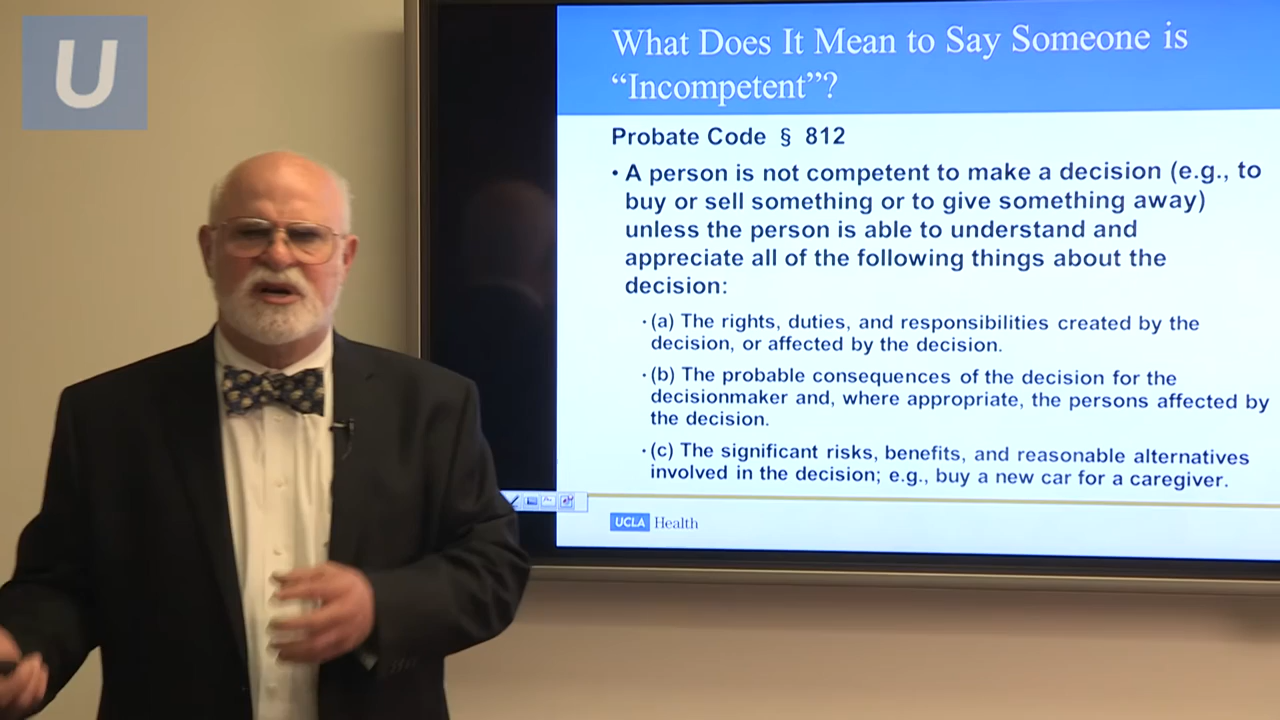 U
What Does It Mean to Say Someone is
“Incompetent”?
Probate Code § 812
• A person is not competent to make a decision (e.g., to
buy or sell something or to give something away)
unless the person is able to understand and
appreciate all of the following things about the
decision:
• (a) The rights, duties, and responsibilities created by the
decision, or affected by the decision.
• (b) The probable consequences of the decision for the
decisionmaker and, where appropriate, the persons affected by
the decision.
• (c) The significant risks, benefits, and reasonable alternatives
involved in the decision; e.g., buy a new car for a caregiver.
UCLA Health